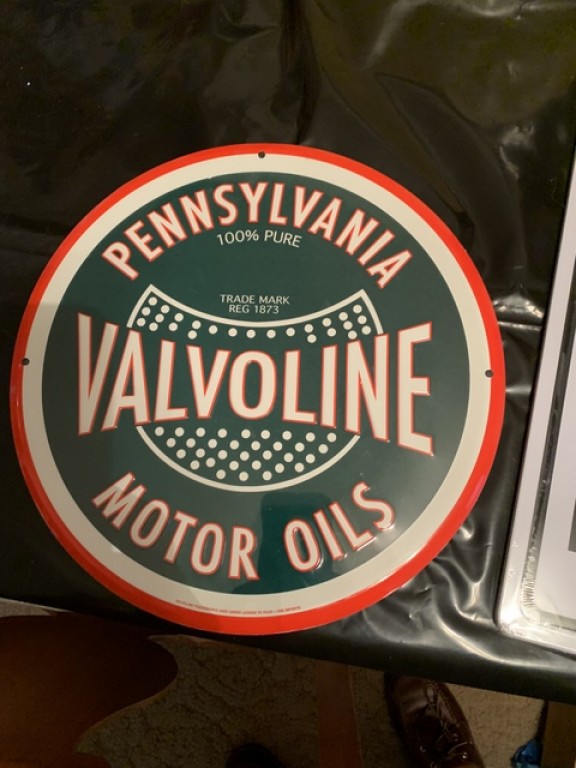 PENNSYLVANIA
100% PURE
TRADE MARK
REG 1873
VALVOLINE
MOTOR OILS